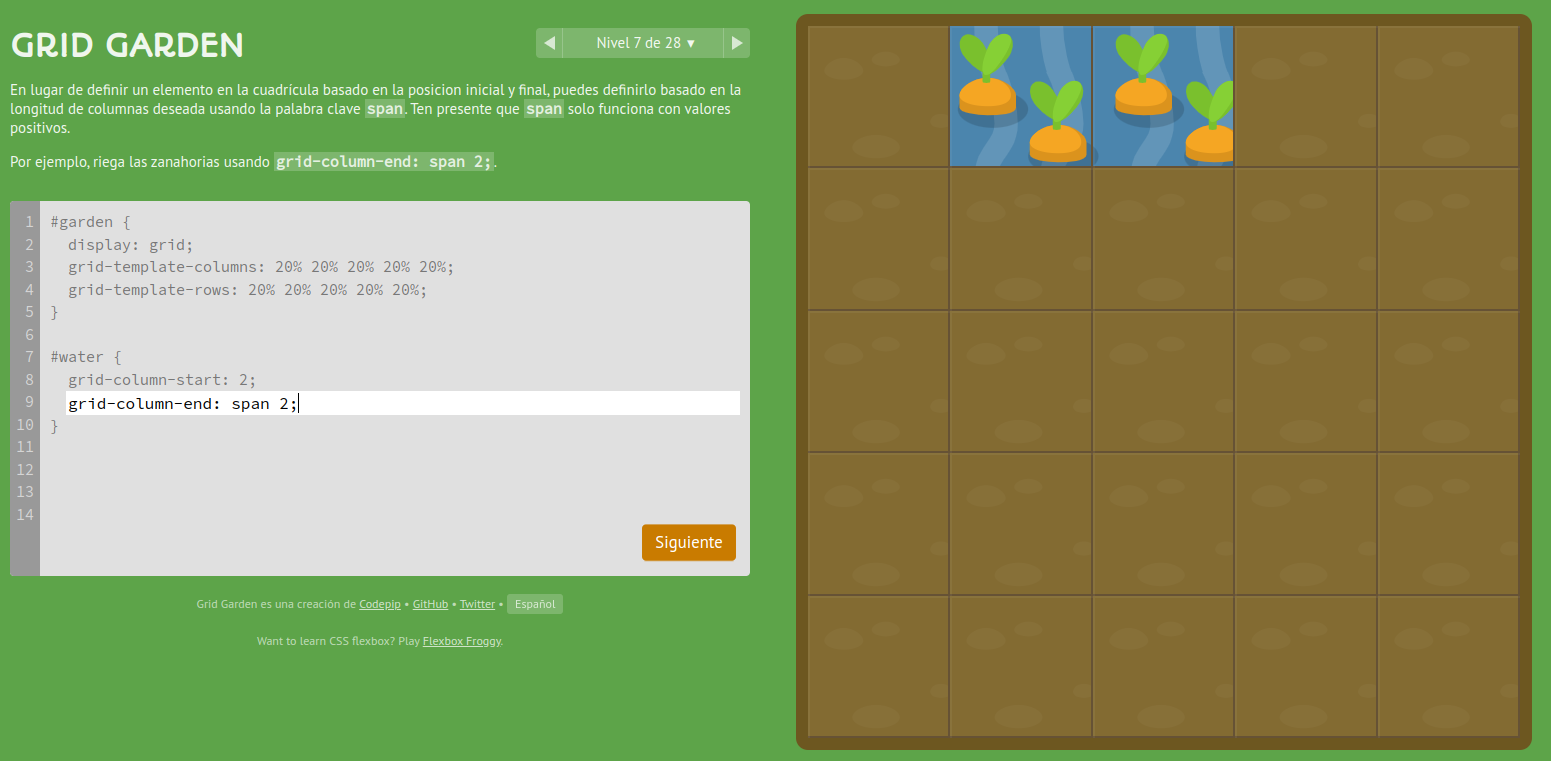 GRID GARDEN
◀ Nivel 7 de 28 ▾ ▶
En lugar de definir un elemento en la cuadrícula basado en la posicion inicial y final, puedes definirlo basado en la
longitud de columnas deseada usando la palabra clave span. Ten presente que span solo funciona con valores
positivos.
Por ejemplo, riega las zanahorias usando grid-column-end: span 2;.
1 #garden {
2 display: grid;
3 grid-template-columns: 20% 20% 20% 20% 20%;
4 grid-template-rows: 20% 20% 20% 20% 20%;
5 }
6
7 #water {
8 grid-column-start: 2;
9 grid-column-end: span 2;
10 }
11
12
13
14
Siguiente
Grid Garden es una creación de Codepip • GitHub • Twitter • Español
Want to learn CSS flexbox? Play Flexbox Froggy.